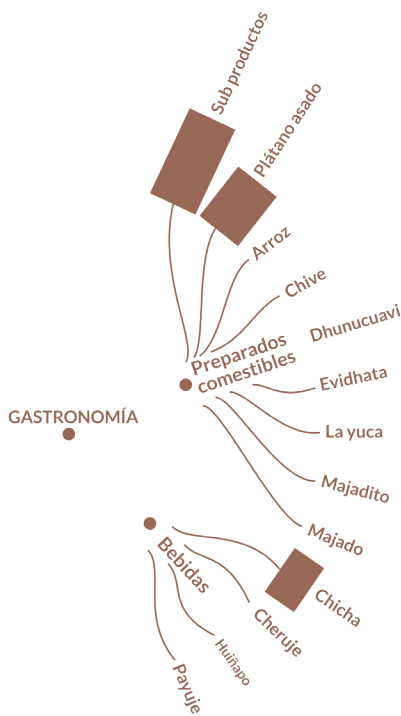 Sub productos
Plátano asado
Arroz
Chive
Dhunucuavi
Preparados
comestibles
Evidhata
GASTRONOMÍA
La yuca
Majadito
Majado
Bebidas
Chicha
Cheruje
Huiñapo
Payuje